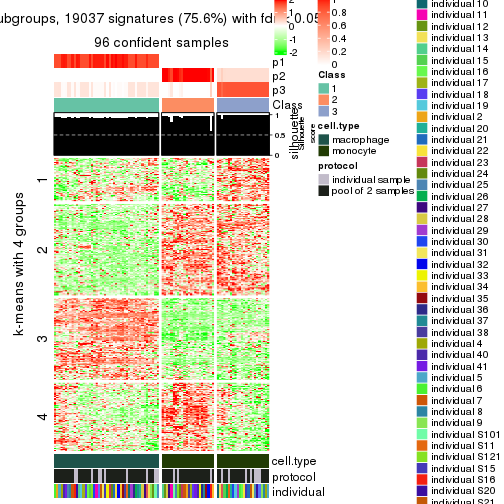 ubgroups, 19037 signatures (75.6%) with fdr < 0.05
96 confident samples
p1
p2
p3
Class
silhouette
1
0.5
0
k-means with 4 groups
1
2
3
4
cell.type
protocol
individual
2
1
0
-1
-2
0.8
0.6
0.4
0.2
0
Class
1
2
3
cell.type
macrophage
monocyte
protocol
individual sample
pool of 2 samples
individual 10
individual 11
individual 12
individual 13
individual 14
individual 15
individual 16
individual 17
individual 18
individual 19
individual 2
individual 20
individual 21
individual 22
individual 23
individual 24
individual 25
individual 26
individual 27
individual 28
individual 29
individual 30
individual 31
individual 32
individual 33
individual 34
individual 35
individual 36
individual 37
individual 38
individual 4
individual 40
individual 41
individual 5
individual 6
individual 7
individual 8
individual 9
individual S101
individual S11
individual S121
individual S15
individual S16
individual S20
individual S21